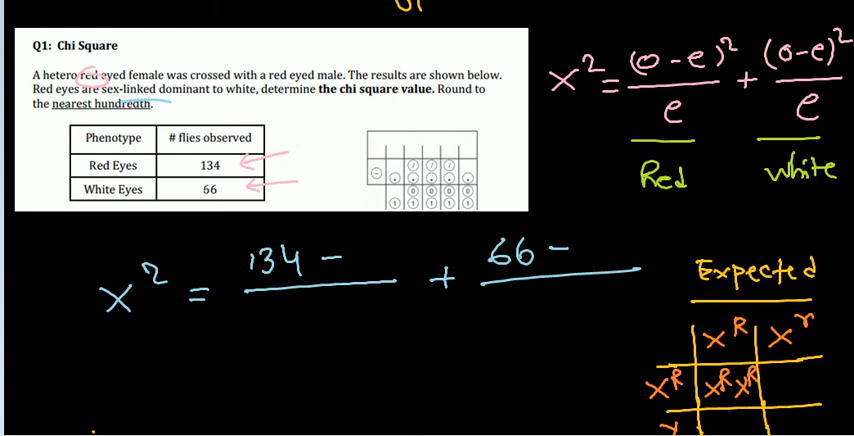 Q1: Chi Square
A hetero red eyed female was crossed with a red eyed male. The results are shown below.
Red eyes are sex-linked dominant to white, determine the chi square value. Round to
the nearest hundredth.
Phenotype # flies observed
Red Eyes 134
White Eyes 66
x² = (o-e)²/e + (o-e)²/e
Red White
x² = 134 - + 66 -
Expected
X^R X^r
X^R X^R X^R